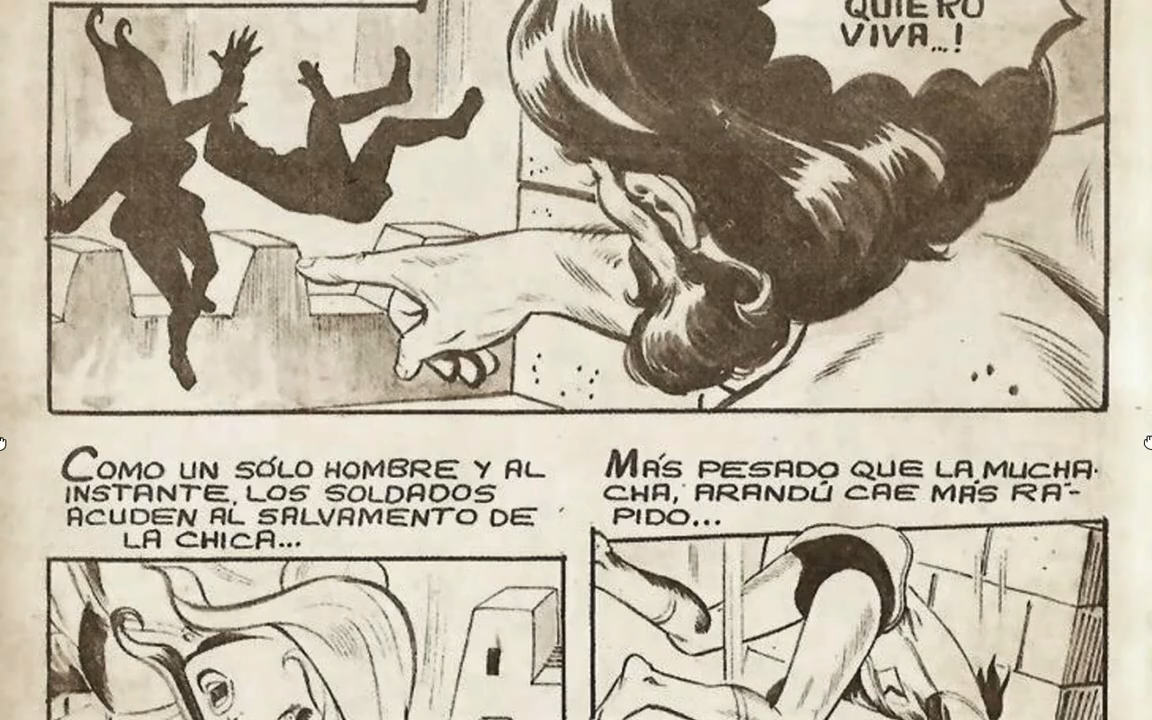 QUIERO
VIVA...!
COMO UN SÓLO HOMBRE Y AL
INSTANTE, LOS SOLDADOS
ACUDEN AL SALVAMENTO DE
LA CHICA...
MÁS PESADO QUE LA MUCHA-
CHA, ARANDÚ CAE MÁS RÁ-
PIDO...